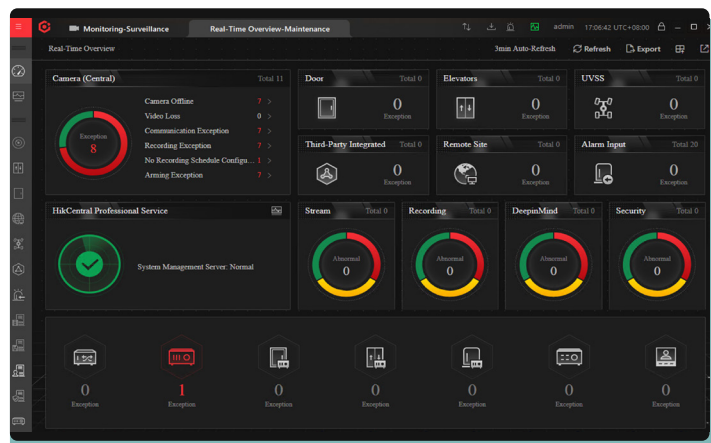 Monitoring-Surveillance
Real-Time Overview-Maintenance
admin
17:06:42 UTC+08:00
Real-Time Overview
3min Auto-Refresh
Refresh
Export
Camera (Central)
Total 11
Exception
8
Camera Offline 7
Video Loss 0
Communication Exception 7
Recording Exception 7
No Recording Schedule Configu... 1
Arming Exception 7
Door
Total 0
0
Exception
Elevators
Total 0
0
Exception
UVSS
Total 0
0
Exception
Third-Party Integrated
Total 0
0
Exception
Remote Site
Total 0
0
Exception
Alarm Input
Total 20
0
Exception
HikCentral Professional Service
System Management Server: Normal
Stream
Total 0
Abnormal
0
Recording
Total 0
Abnormal
0
DeepinMind
Total 0
Abnormal
0
Security
Total 0
Abnormal
0
0
Exception
1
Exception
0
Exception
0
Exception
0
Exception
0
Exception
0
Exception